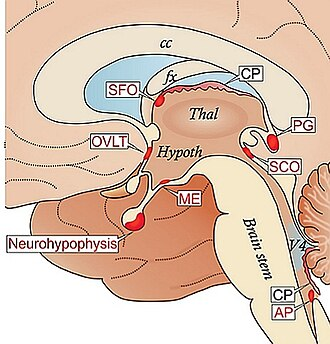 cc
fx
CP
SFO
Thal
PG
OVLT
Hypoth
SCO
ME
Neurohypophysis
Brain stem
V4
CP
AP